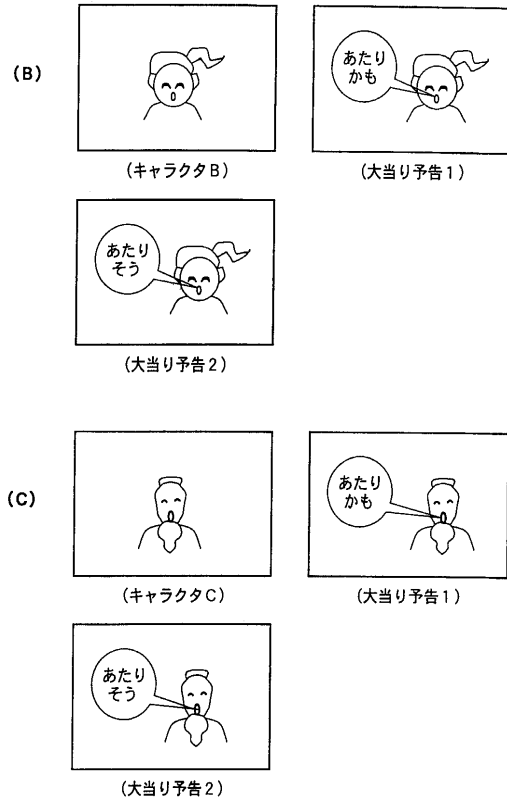 (B)
(キャラクタB)
あたり
かも
(大当り予告1)
あたり
そう
(大当り予告2)
(C)
(キャラクタC)
あたり
かも
(大当り予告1)
あたり
そう
(大当り予告2)